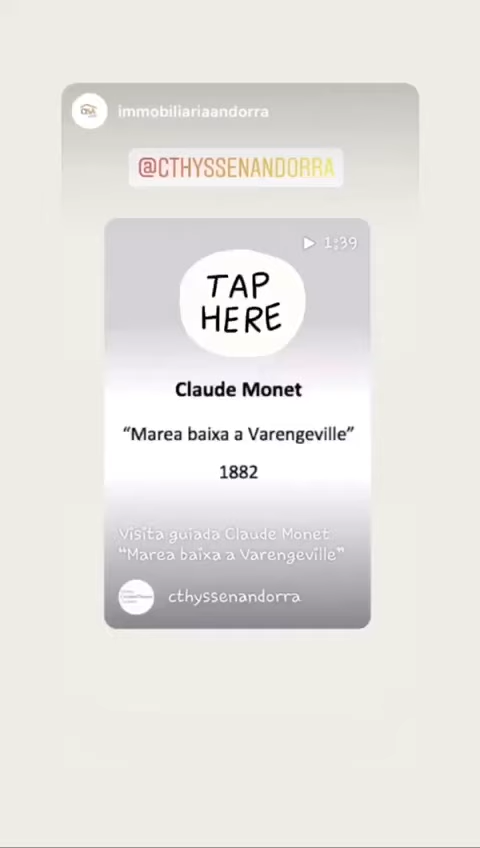 immobiliariaandorra
@CTHYSSENANDORRA
1:39
TAP
HERE
Claude Monet
“Marea baixa a Varengeville”
1882
Visita guiada Claude Monet
“Marea baixa a Varengeville”
cthyssenandorra